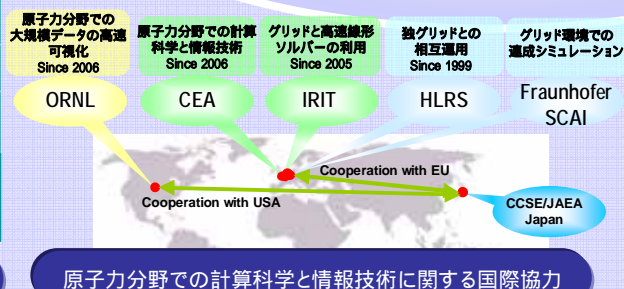 原子力分野での
大規模データの高速
可視化
Since 2006
原子力分野での計算
科学と情報技術
Since 2006
グリッドと高速線形
ソルバーの利用
Since 2005
独グリッドとの
相互運用
Since 1999
グリッド環境での
連成シミュレーション
ORNL
CEA
IRIT
HLRS
Fraunhofer
SCAI
Cooperation with EU
Cooperation with USA
CCSE/JAEA
Japan
原子力分野での計算科学と情報技術に関する国際協力